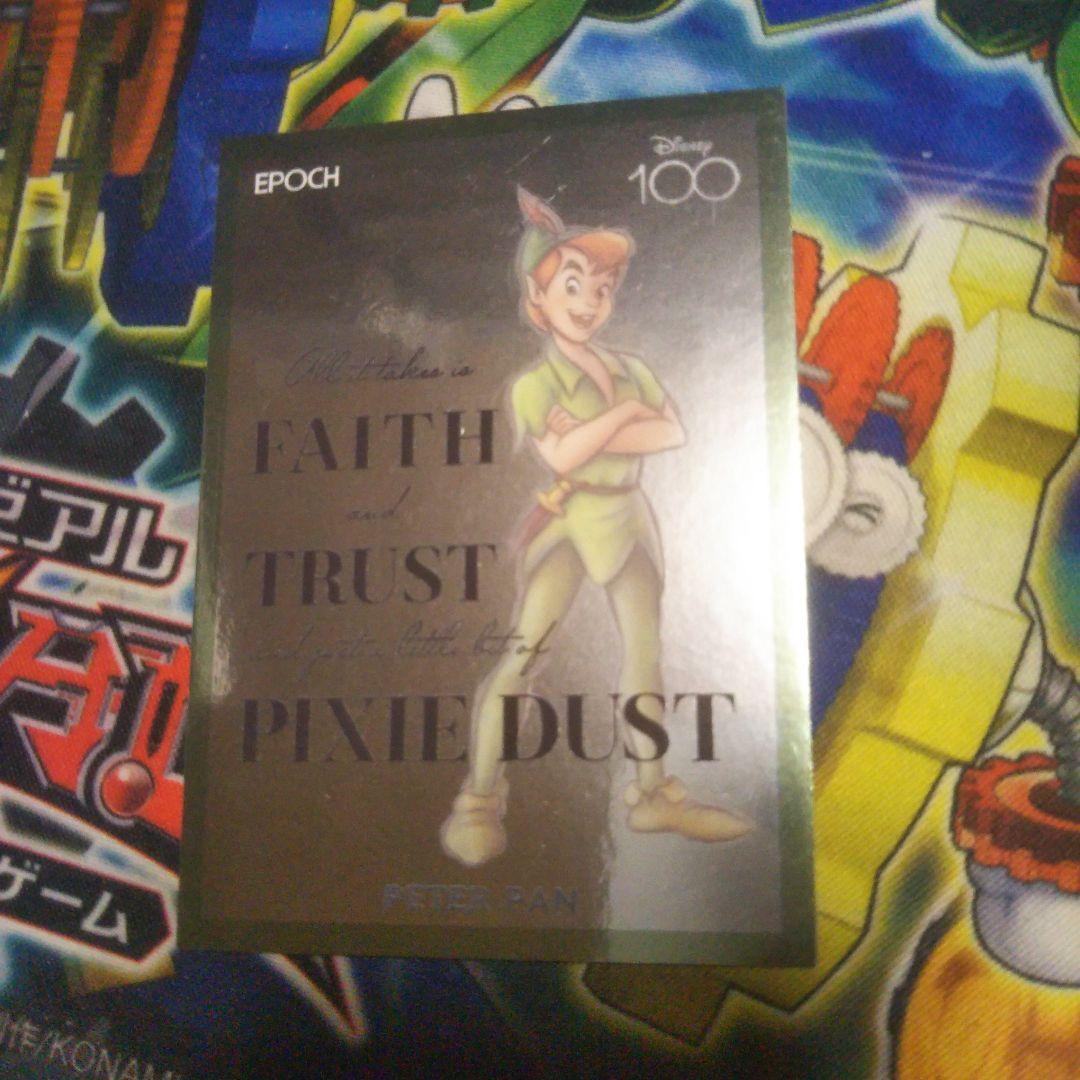 EPOCH
Disney
100
All it takes is
FAITH
and
TRUST
and just a little bit of
PIXIE DUST
PETER PAN
アル
ゲーム
/KONAMI